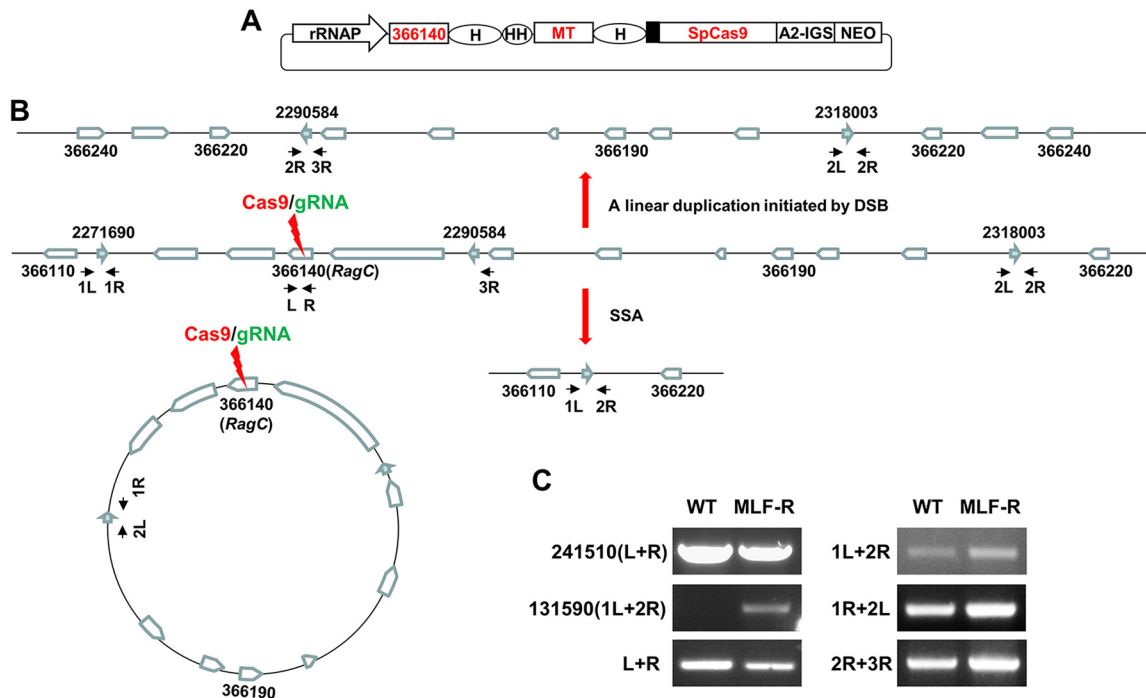 A
rRNAP 366140 H HH MT H SpCas9 A2-IGS NEO
B
2290584 2318003
366240 366220 366190 366220 366240
2R 3R 2L 2R
Cas9/gRNA
A linear duplication initiated by DSB
2271690 2290584 2318003
366110 366140(RagC) 366190 366220
1L 1R L R 3R 2L 2R
SSA
Cas9/gRNA
366110 366220
1L 2R
366140
(RagC)
1R
2L
366190
C
WT MLF-R WT MLF-R
241510(L+R) 1L+2R
131590(1L+2R) 1R+2L
L+R 2R+3R